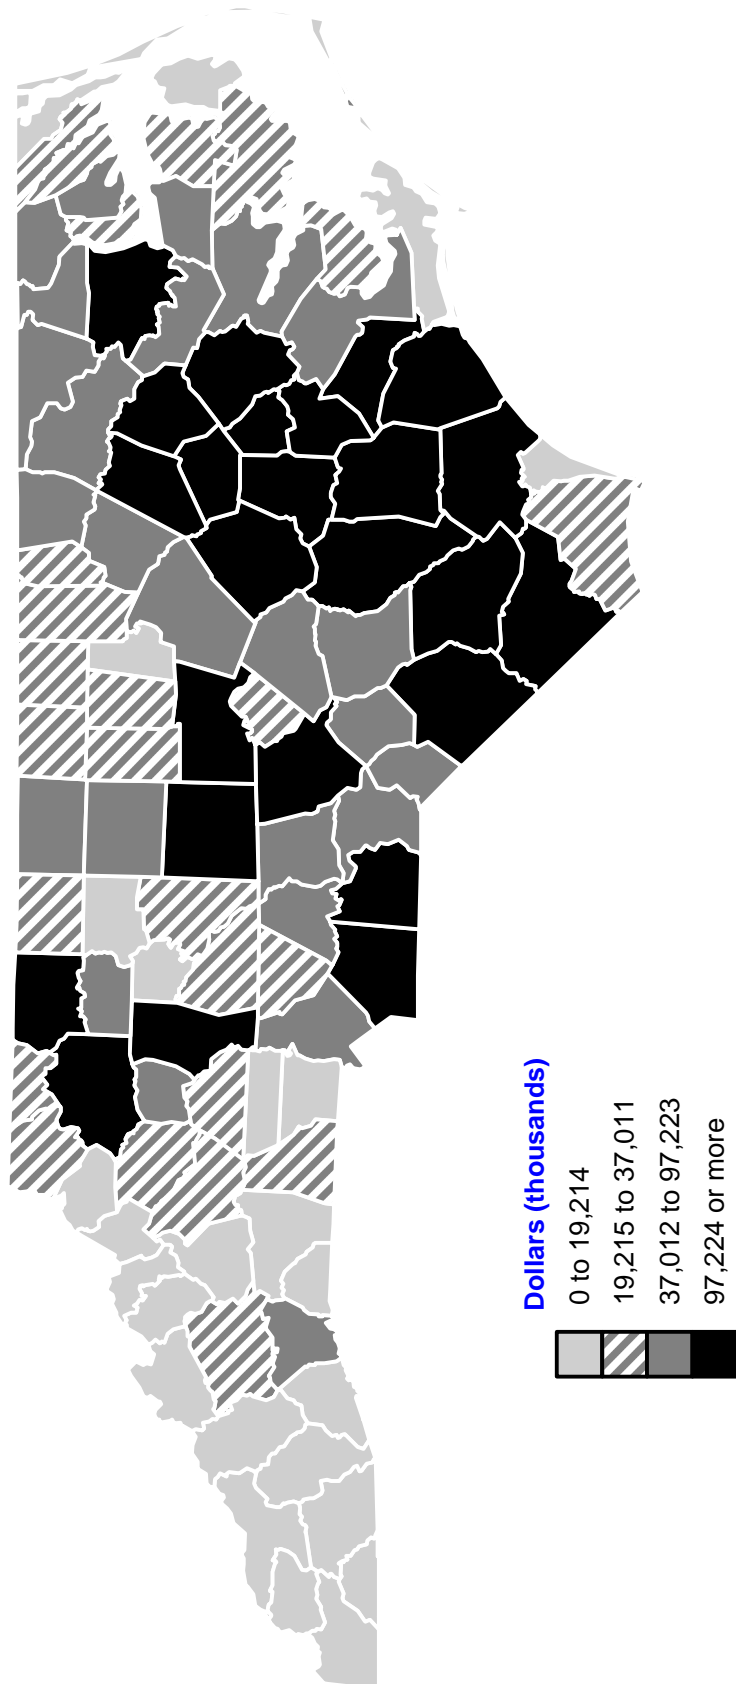 Dollars (thousands)
0 to 19,214
19,215 to 37,011
37,012 to 97,223
97,224 or more